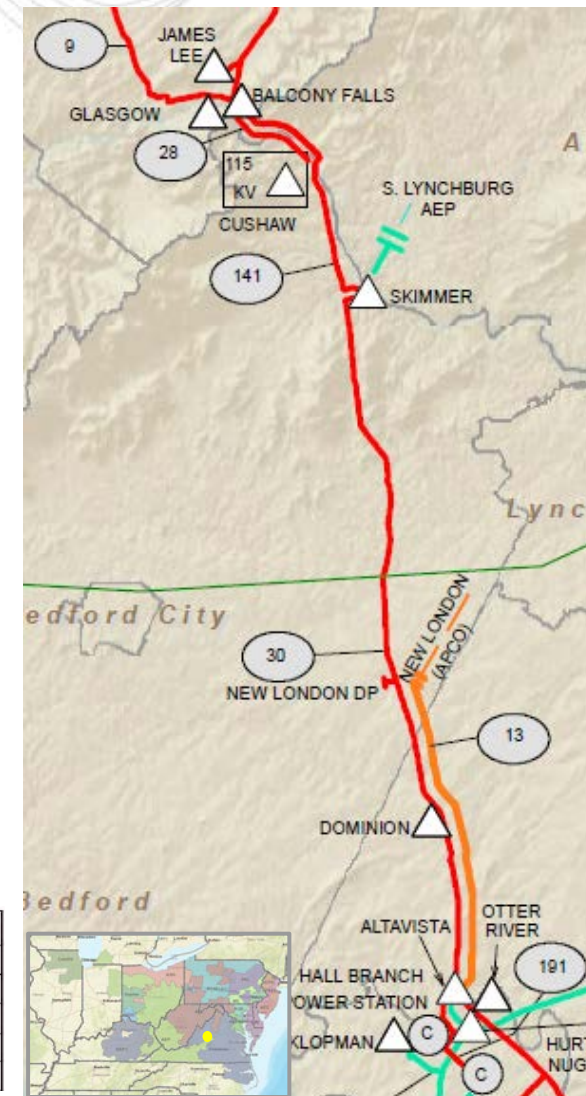 9
JAMES
LEE
BALCONY FALLS
GLASGOW
28
115
KV
CUSHAW
A
S. LYNCHBURG
AEP
141
SKIMMER
Lync
edford City
NEW LONDON
(APCO)
30
NEW LONDON DP
13
DOMINION
Bedford
ALTAVISTA
OTTER
RIVER
191
HALL BRANCH
OWER STATION
KLOPMAN
C
C
HURT
NUG